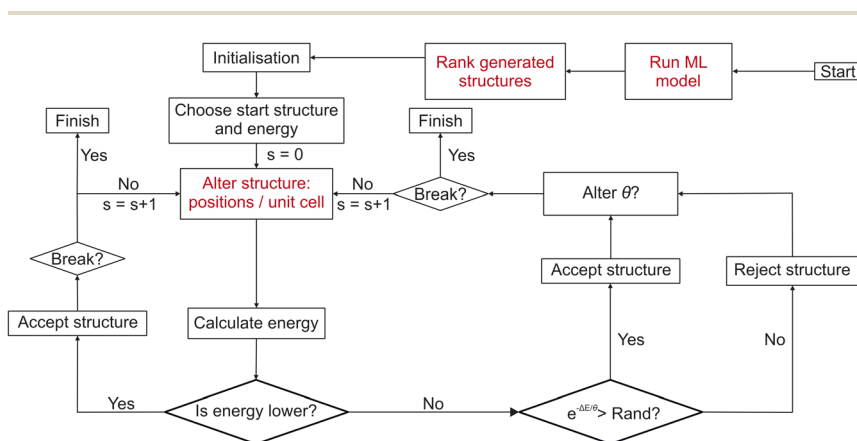 Initialisation
Rank generated
structures
Run ML
model
Start
Choose start structure
and energy
Finish
Finish
Yes
s = 0
Yes
No
s = s+1
Alter structure:
positions / unit cell
No
s = s+1
Break?
Alter θ?
Break?
Accept structure
Reject structure
Accept structure
Calculate energy
Yes
No
Yes
Is energy lower?
No
e^-ΔE/θ > Rand?